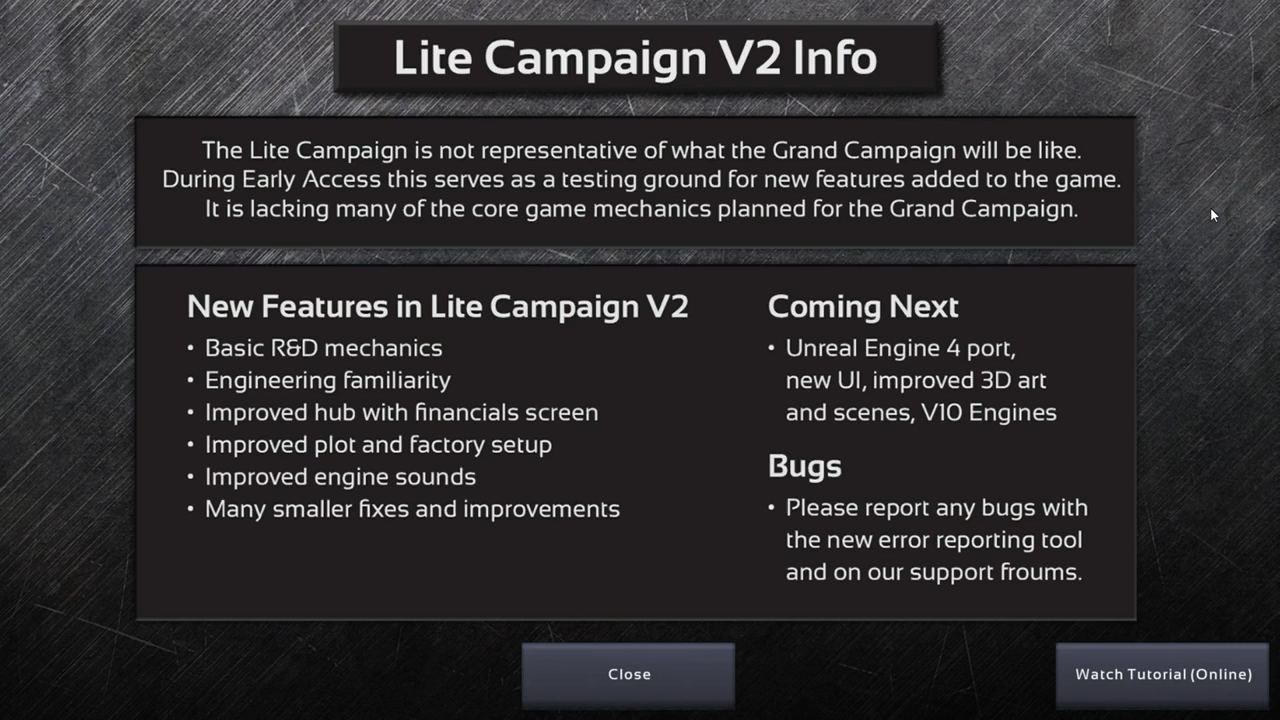 Lite Campaign V2 Info
The Lite Campaign is not representative of what the Grand Campaign will be like.
During Early Access this serves as a testing ground for new features added to the game.
It is lacking many of the core game mechanics planned for the Grand Campaign.
New Features in Lite Campaign V2
• Basic R&D mechanics
• Engineering familiarity
• Improved hub with financials screen
• Improved plot and factory setup
• Improved engine sounds
• Many smaller fixes and improvements
Coming Next
• Unreal Engine 4 port,
new UI, improved 3D art
and scenes, V10 Engines
Bugs
• Please report any bugs with
the new error reporting tool
and on our support froums.
Close
Watch Tutorial (Online)